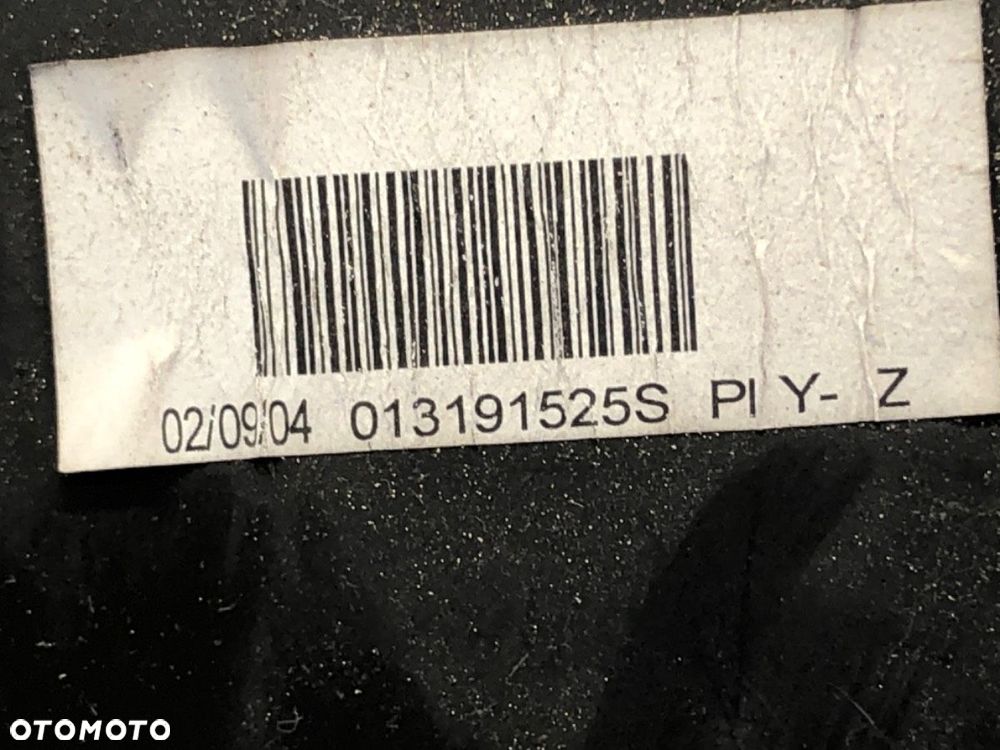 02/09/04 013191525S PI Y- Z
OTOMOTO